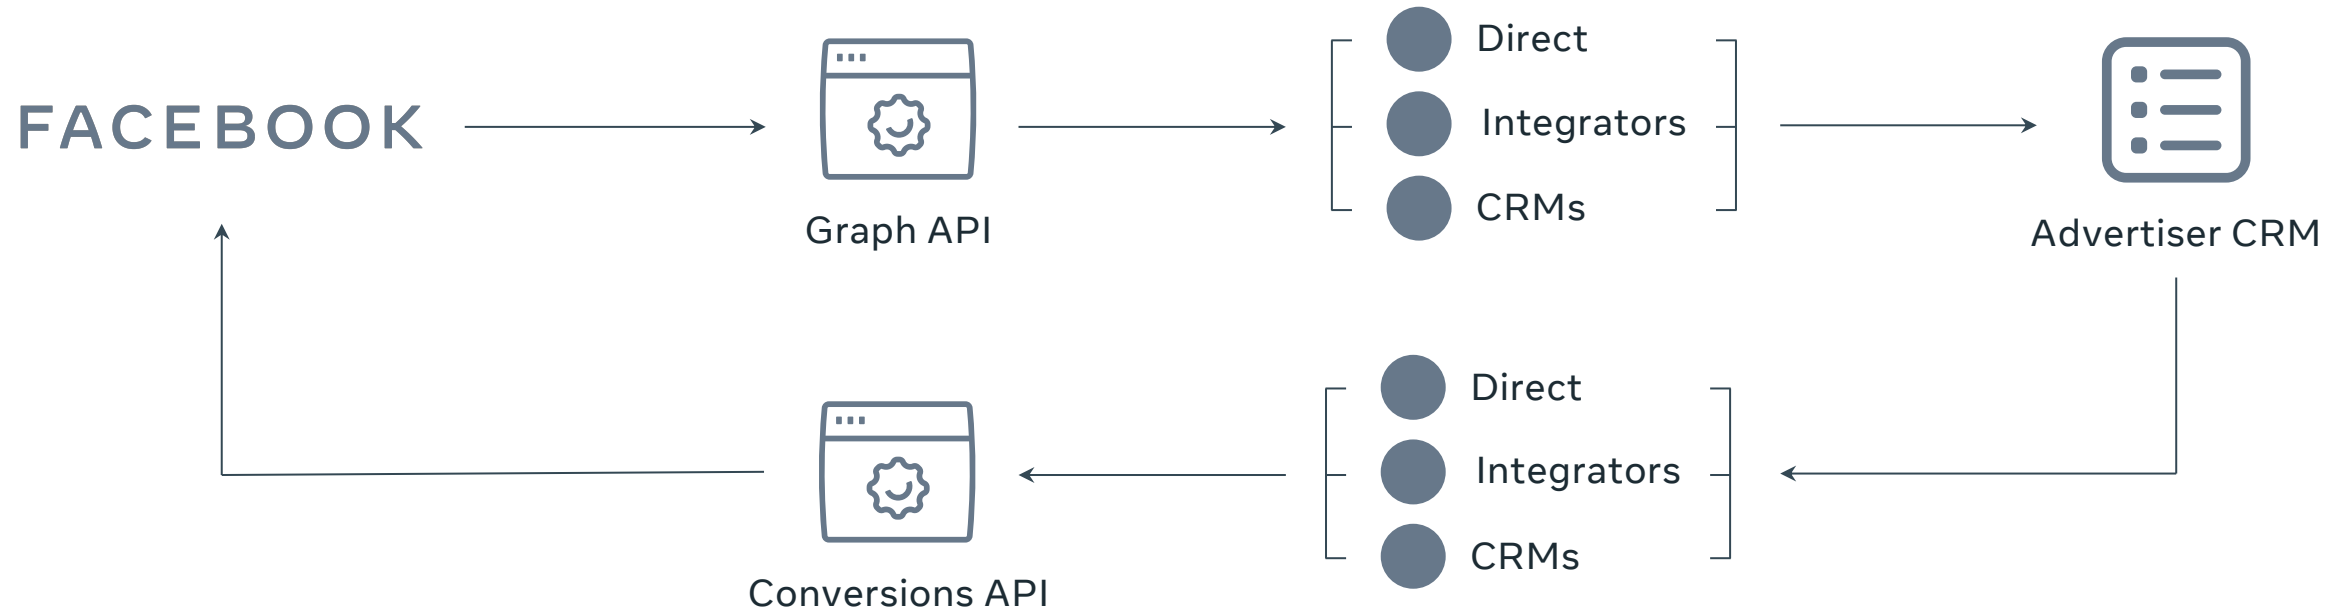 FACEBOOK
Graph API
Direct
Integrators
CRMs
Advertiser CRM
Direct
Integrators
CRMs
Conversions API